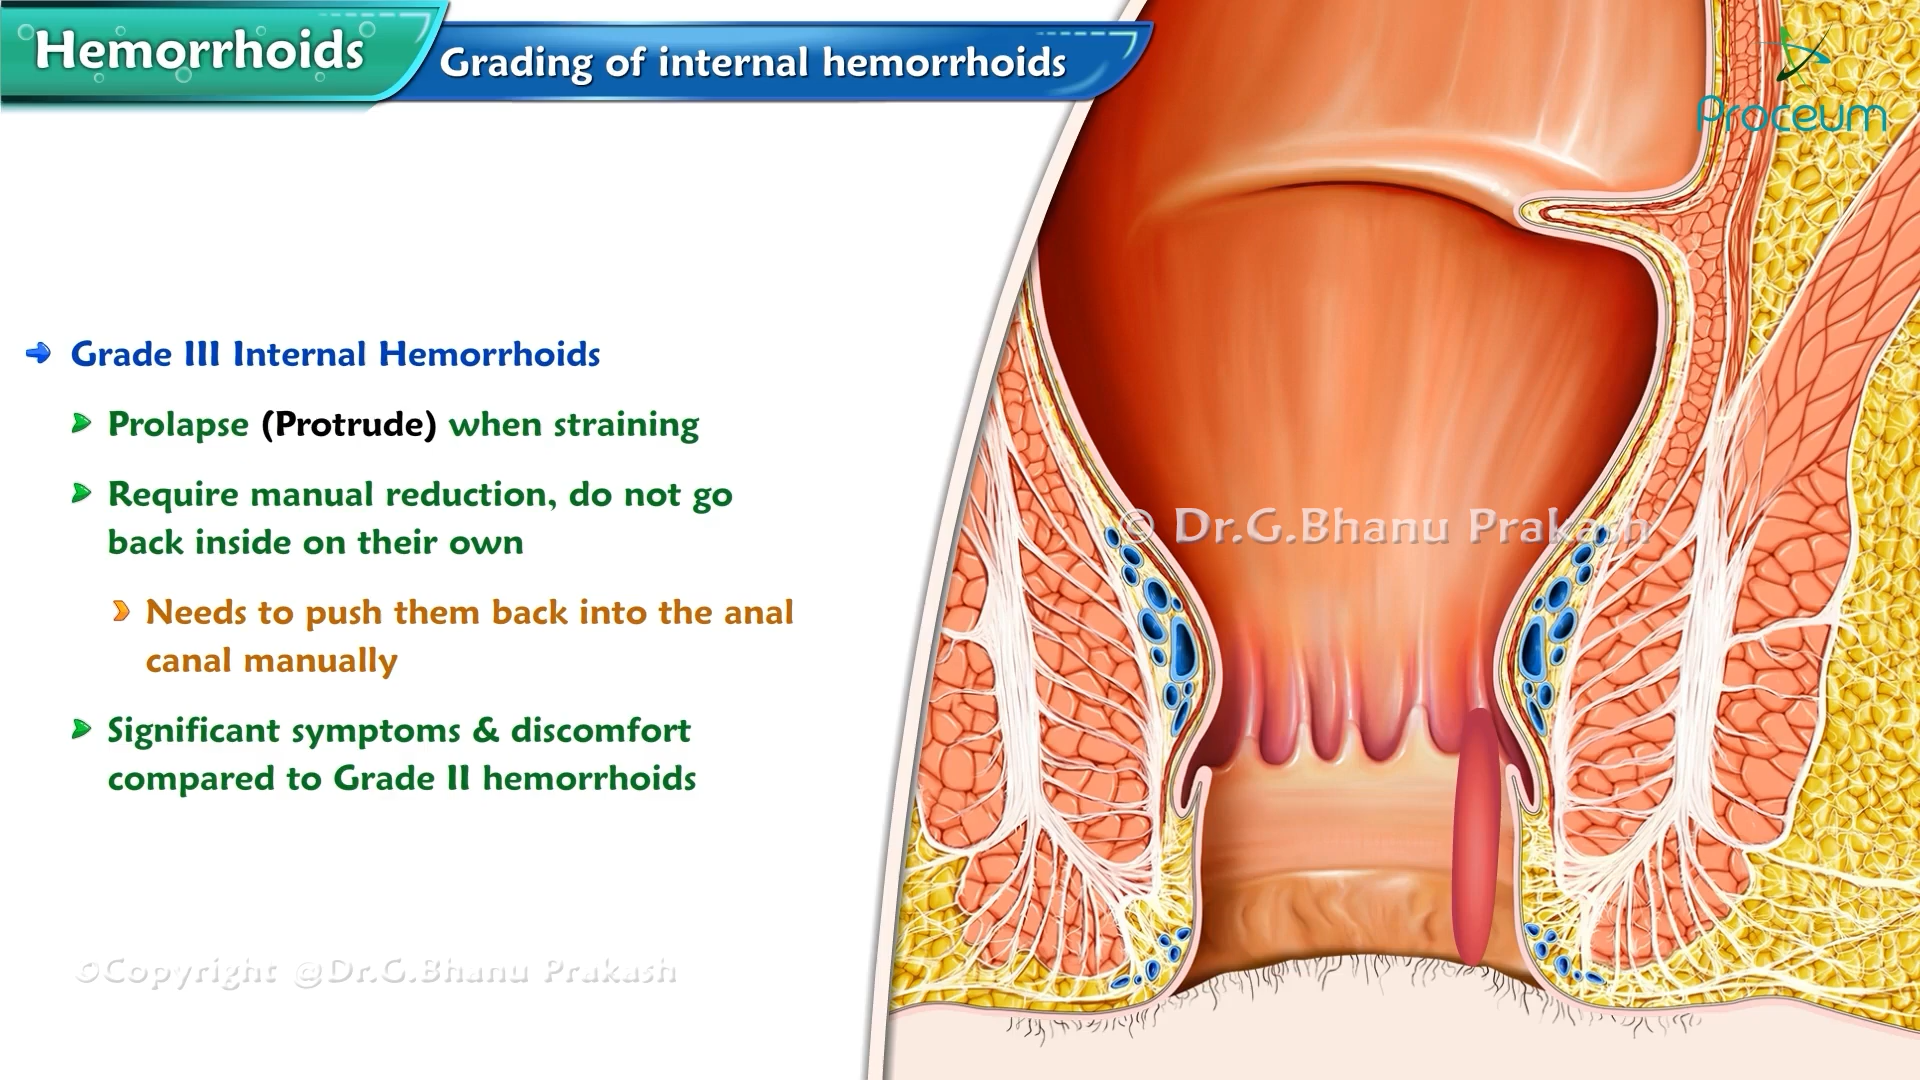 Hemorrhoids
Grading of internal hemorrhoids
Proceum
Grade III Internal Hemorrhoids
Prolapse (Protrude) when straining
Require manual reduction, do not go
back inside on their own
Needs to push them back into the anal
canal manually
Significant symptoms & discomfort
compared to Grade II hemorrhoids
© Dr.G.Bhanu Prakash
©Copyright @Dr.G.Bhanu Prakash